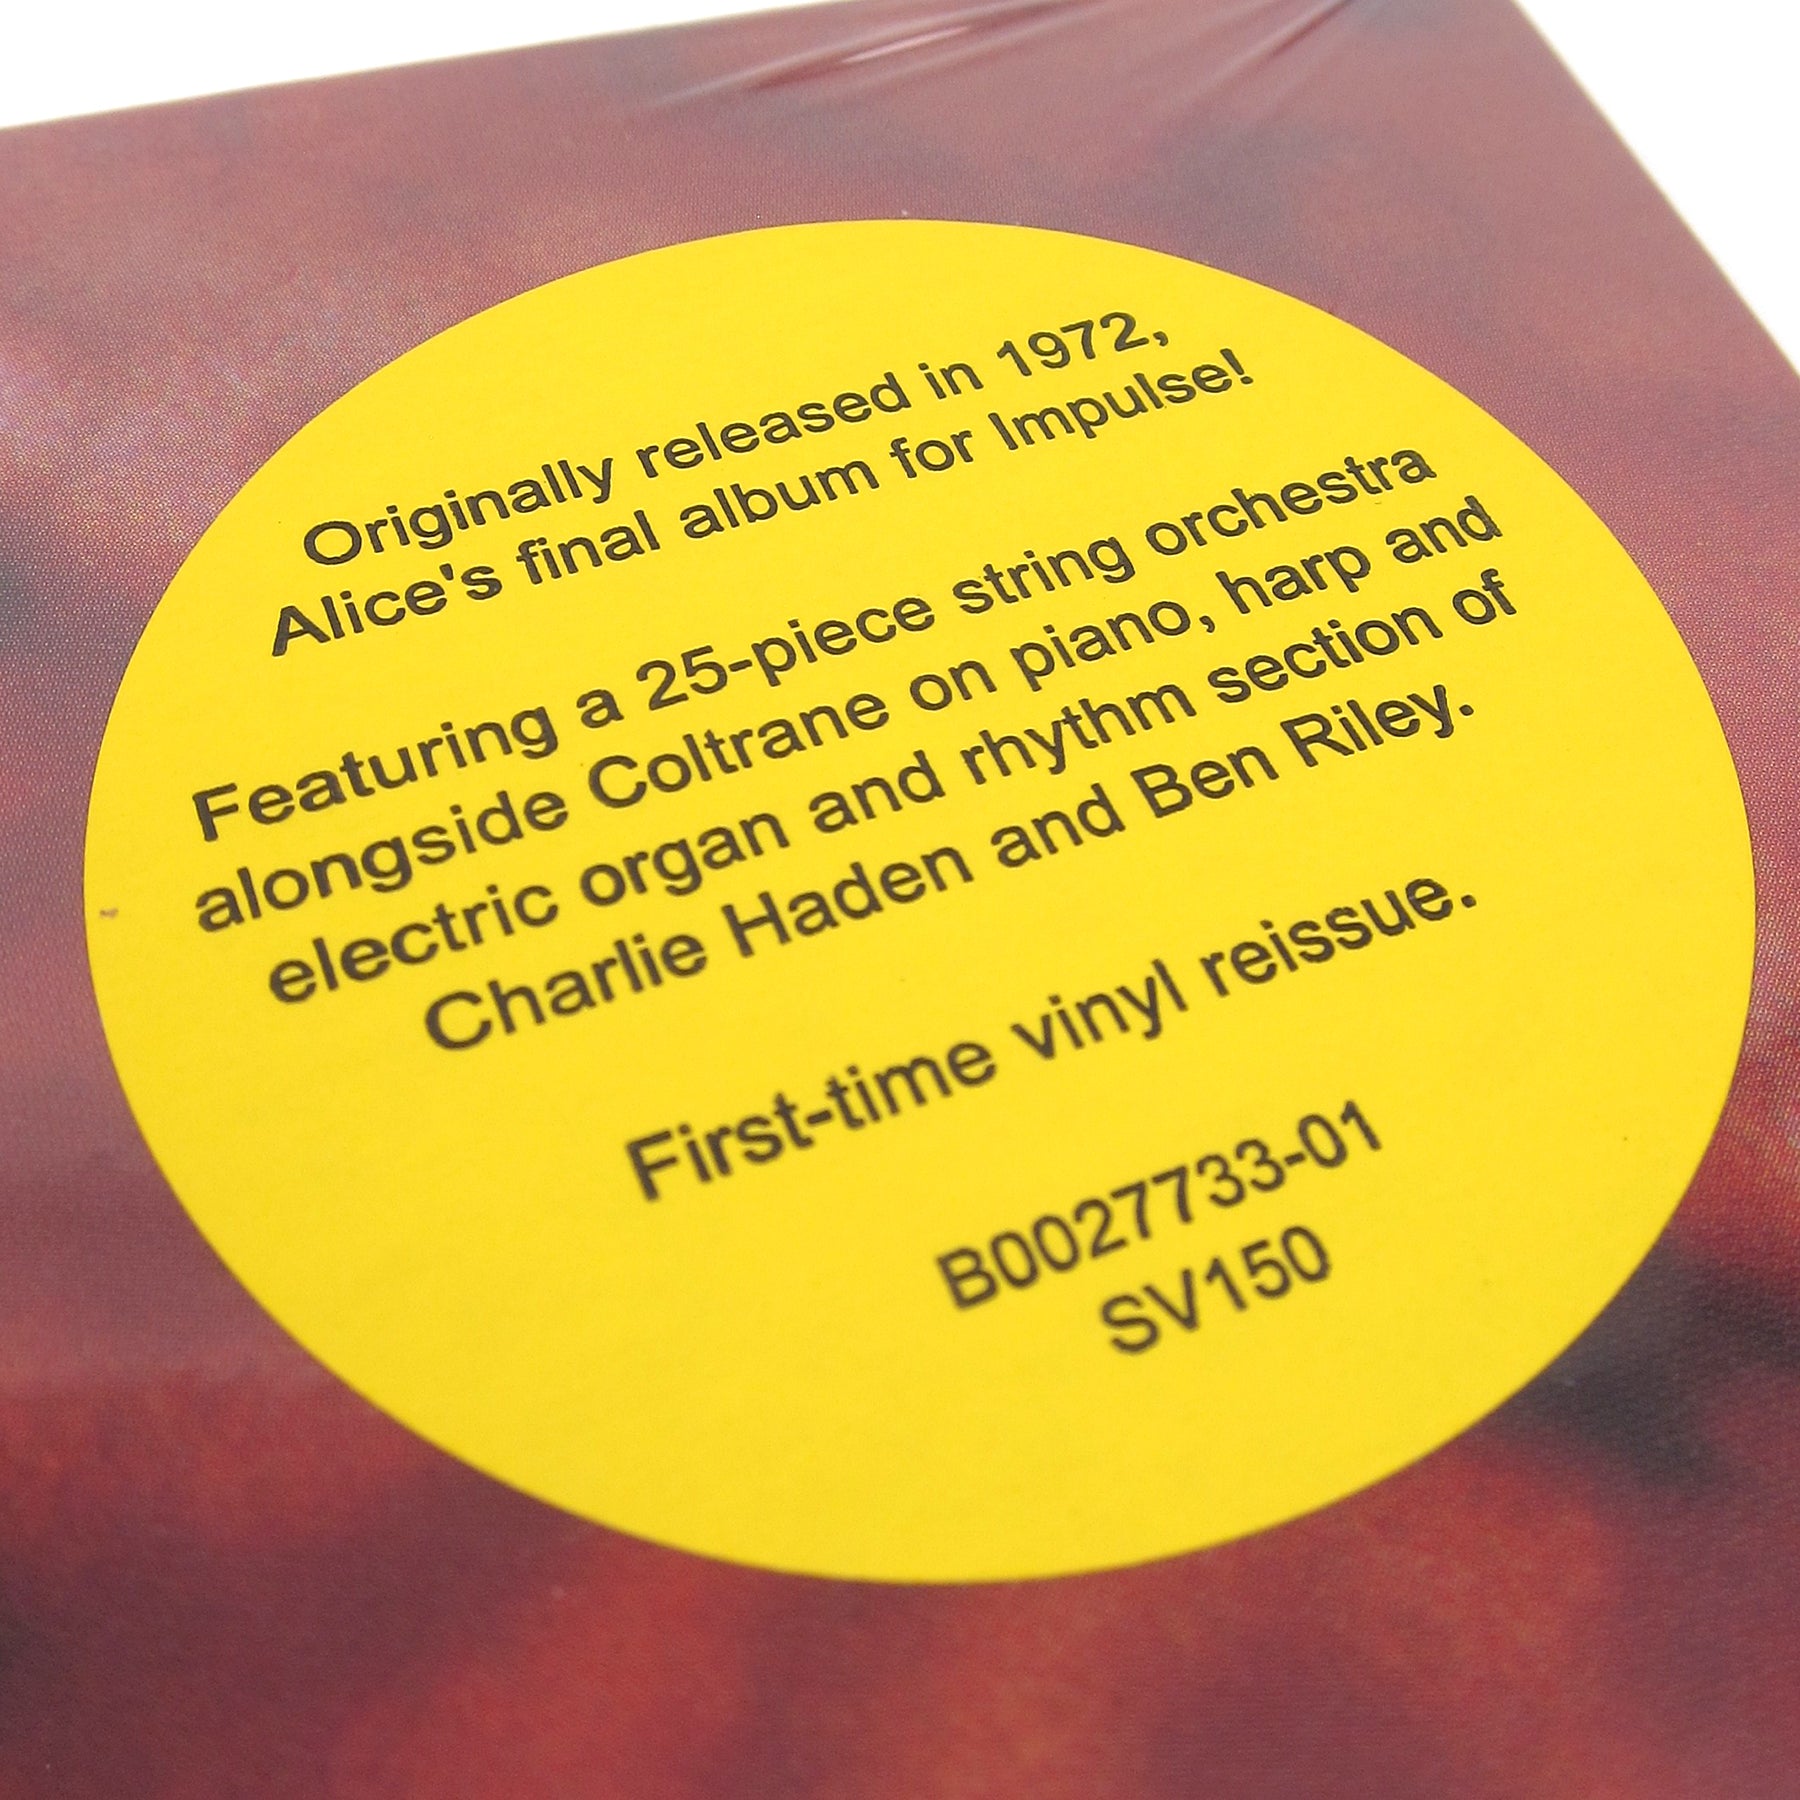 Originally released in 1972,
Alice's final album for Impulse!
Featuring a 25-piece string orchestra
alongside Coltrane on piano, harp and
electric organ and rhythm section of
Charlie Haden and Ben Riley.
First-time vinyl reissue.
B0027733-01
SV150